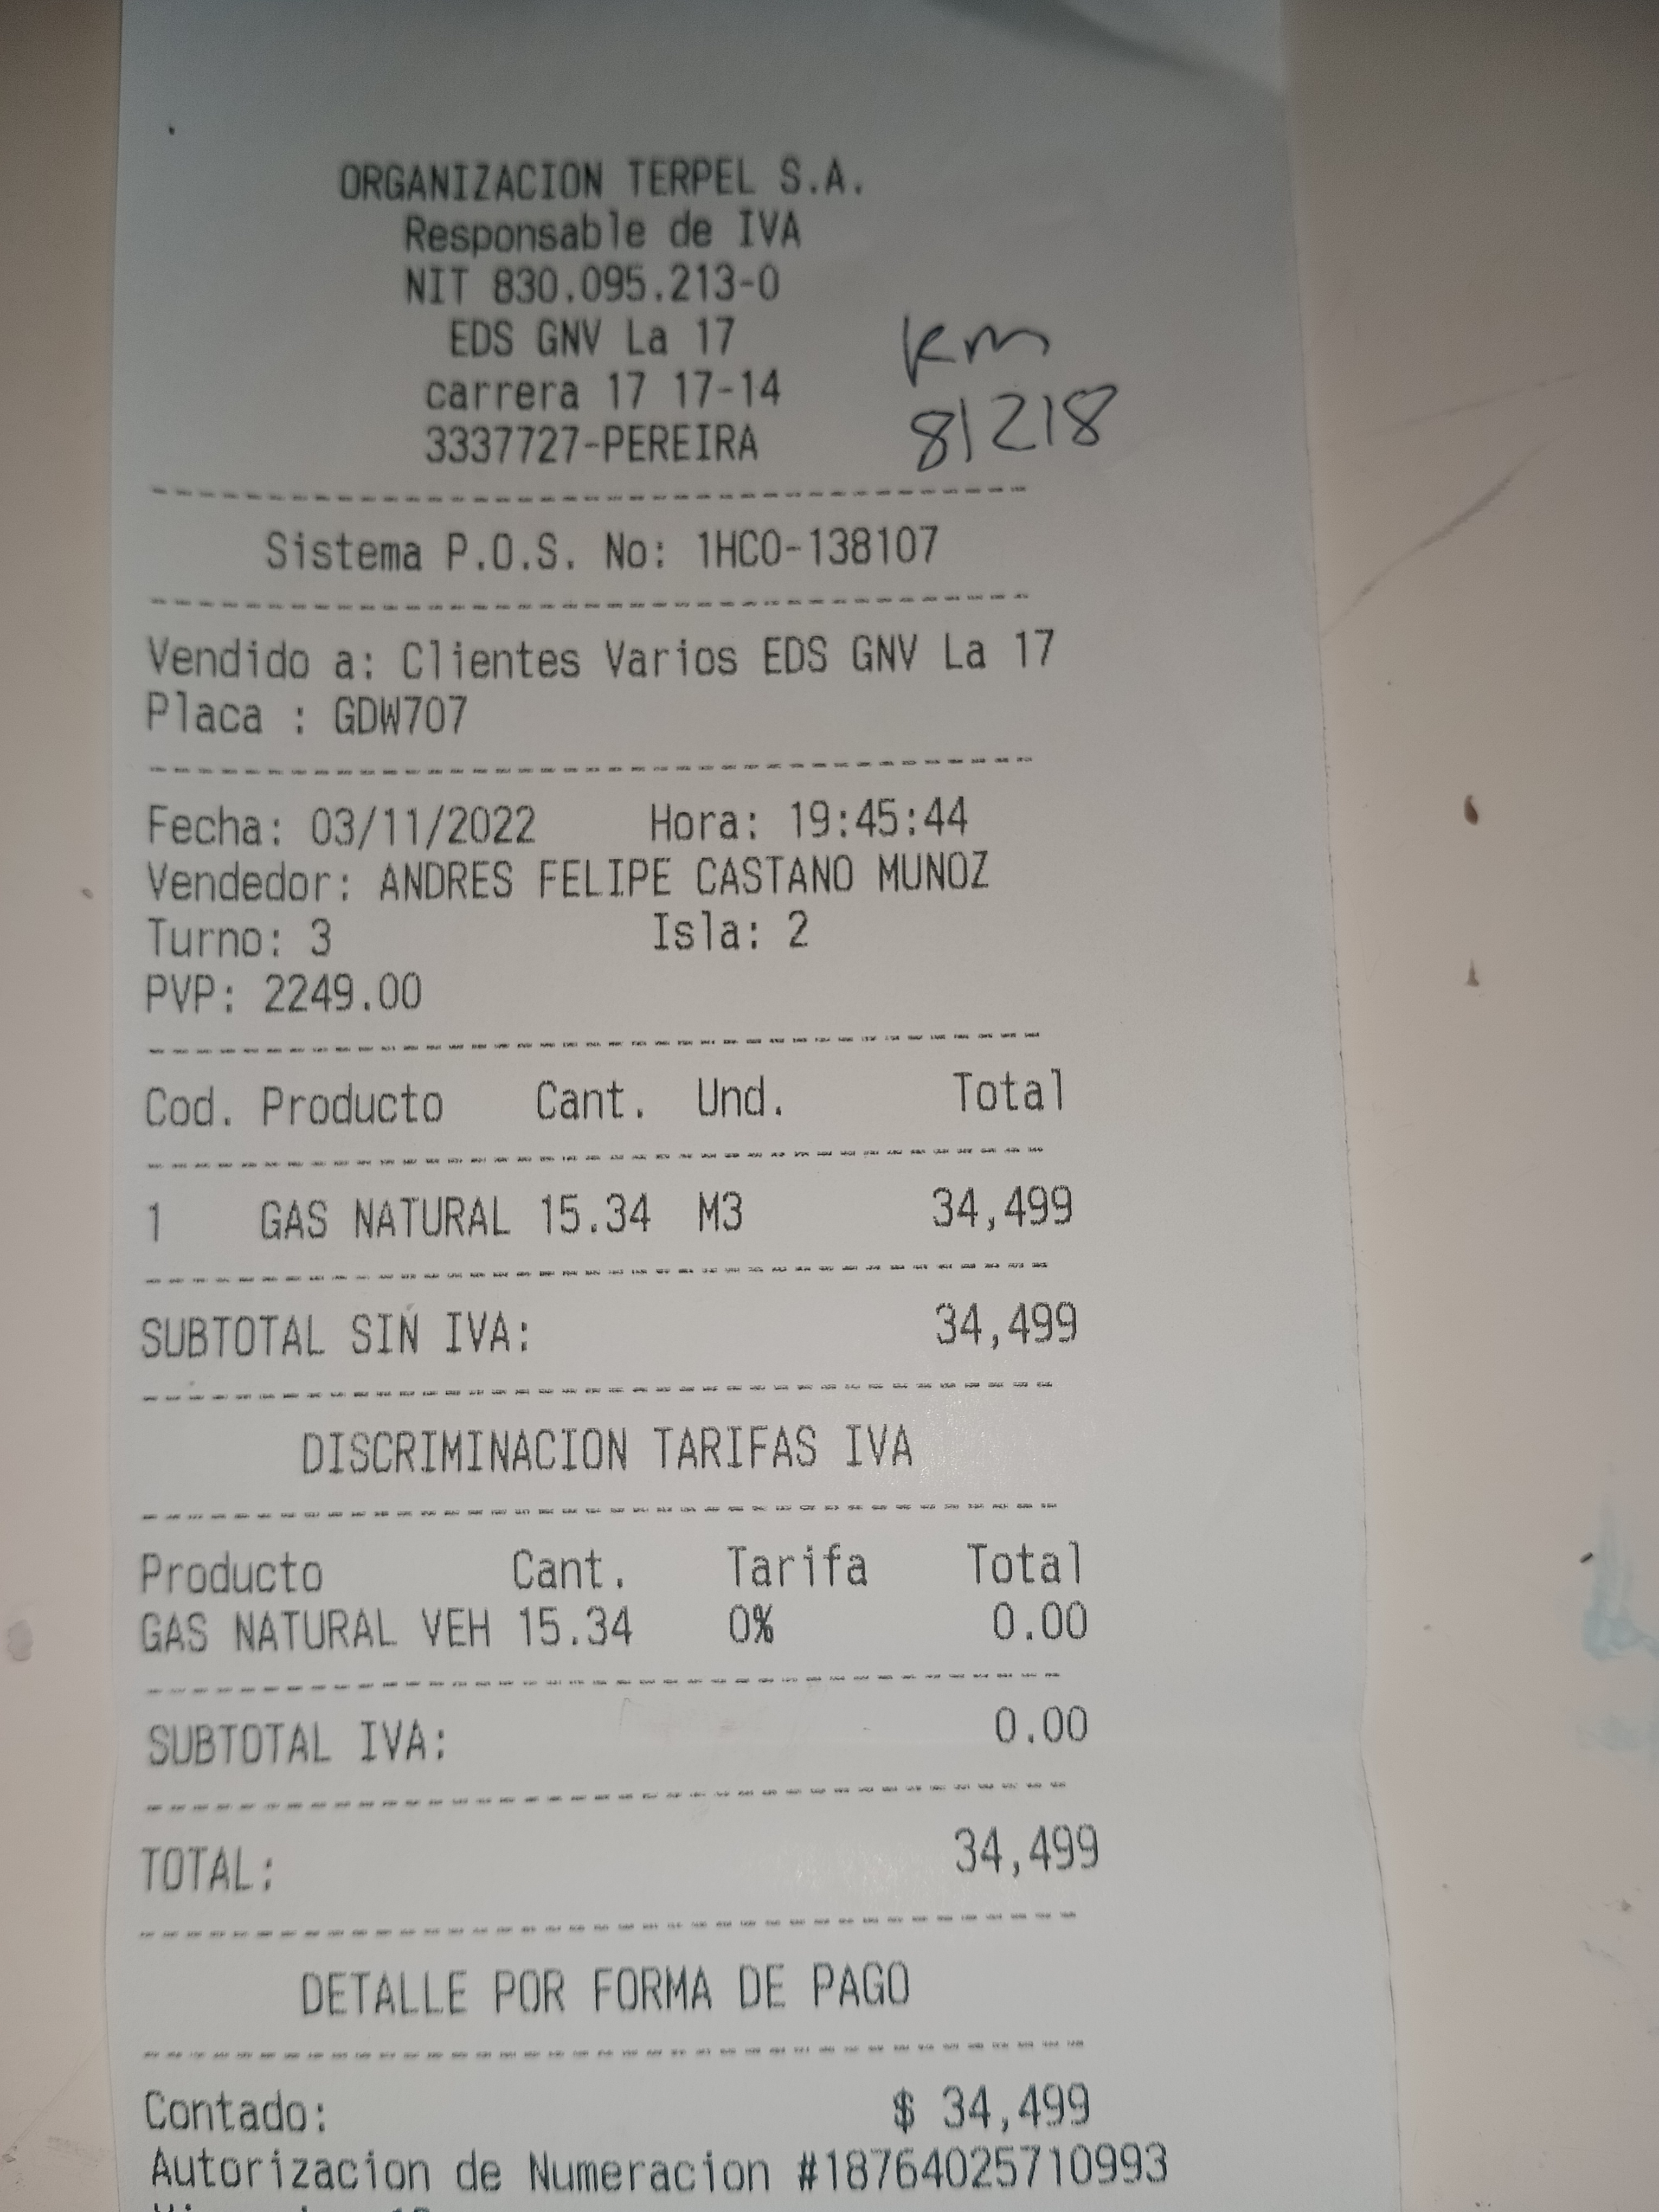 ORGANIZACION TERPEL S.A.
Responsable de IVA
NIT 830.095.213-0
EDS GNV La 17
carrera 17 17-14
3337727-PEREIRA
km
81218
Sistema P.O.S. No: 1HCO-138107
Vendido a: Clientes Varios EDS GNV La 17
Placa : GDW707
Fecha: 03/11/2022 Hora: 19:45:44
Vendedor: ANDRES FELIPE CASTANO MUNOZ
Turno: 3 Isla: 2
PVP: 2249.00
Cod. Producto Cant. Und. Total
1 GAS NATURAL 15.34 M3 34,499
SUBTOTAL SIN IVA: 34,499
DISCRIMINACION TARIFAS IVA
Producto Cant. Tarifa Total
GAS NATURAL VEH 15.34 0% 0.00
SUBTOTAL IVA: 0.00
TOTAL: 34,499
DETALLE POR FORMA DE PAGO
Contado: $ 34,499
Autorizacion de Numeracion #18764025710993